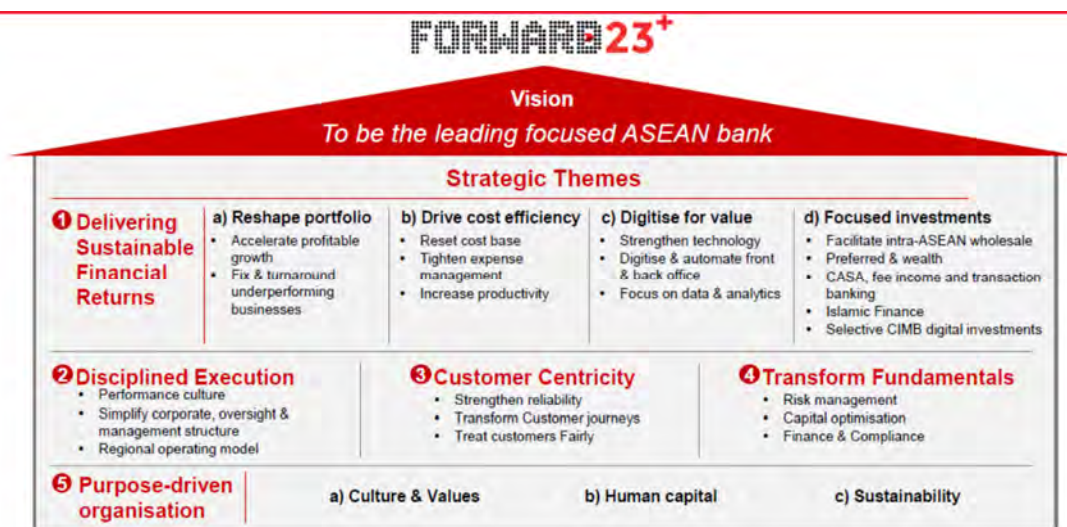 FORWARD23+
Vision
To be the leading focused ASEAN bank
Strategic Themes
❶ Delivering
Sustainable
Financial
Returns
a) Reshape portfolio
• Accelerate profitable
growth
• Fix & turnaround
underperforming
businesses
b) Drive cost efficiency
• Reset cost base
• Tighten expense
management
• Increase productivity
c) Digitise for value
• Strengthen technology
• Digitise & automate front
& back office
• Focus on data & analytics
d) Focused investments
• Facilitate intra-ASEAN wholesale
• Preferred & wealth
• CASA, fee income and transaction
banking
• Islamic Finance
• Selective CIMB digital investments
❷ Disciplined Execution
• Performance culture
• Simplify corporate, oversight &
management structure
• Regional operating model
❸ Customer Centricity
• Strengthen reliability
• Transform Customer journeys
• Treat customers Fairly
❹ Transform Fundamentals
• Risk management
• Capital optimisation
• Finance & Compliance
❺ Purpose-driven
organisation
a) Culture & Values
b) Human capital
c) Sustainability